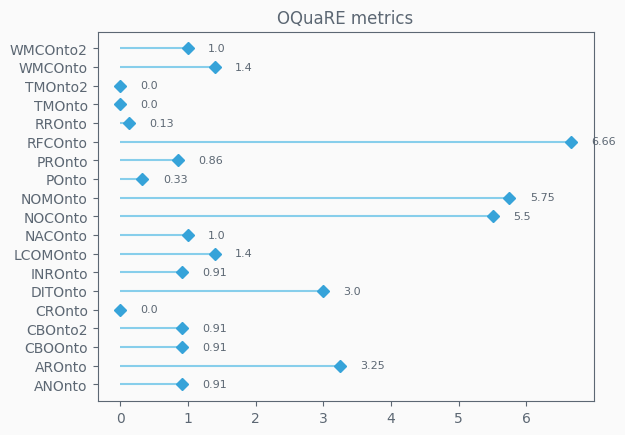 OQuaRE metrics
WMCOnto2 1.0
WMCOnto 1.4
TMOnto2 0.0
TMOnto 0.0
RROnto 0.13
RFCOnto 6.66
PROnto 0.86
POnto 0.33
NOMOnto 5.75
NOCOnto 5.5
NACOnto 1.0
LCOMOnto 1.4
INROnto 0.91
DITOnto 3.0
CROnto 0.0
CBOnto2 0.91
CBOOnto 0.91
AROnto 3.25
ANOnto 0.91
0 1 2 3 4 5 6